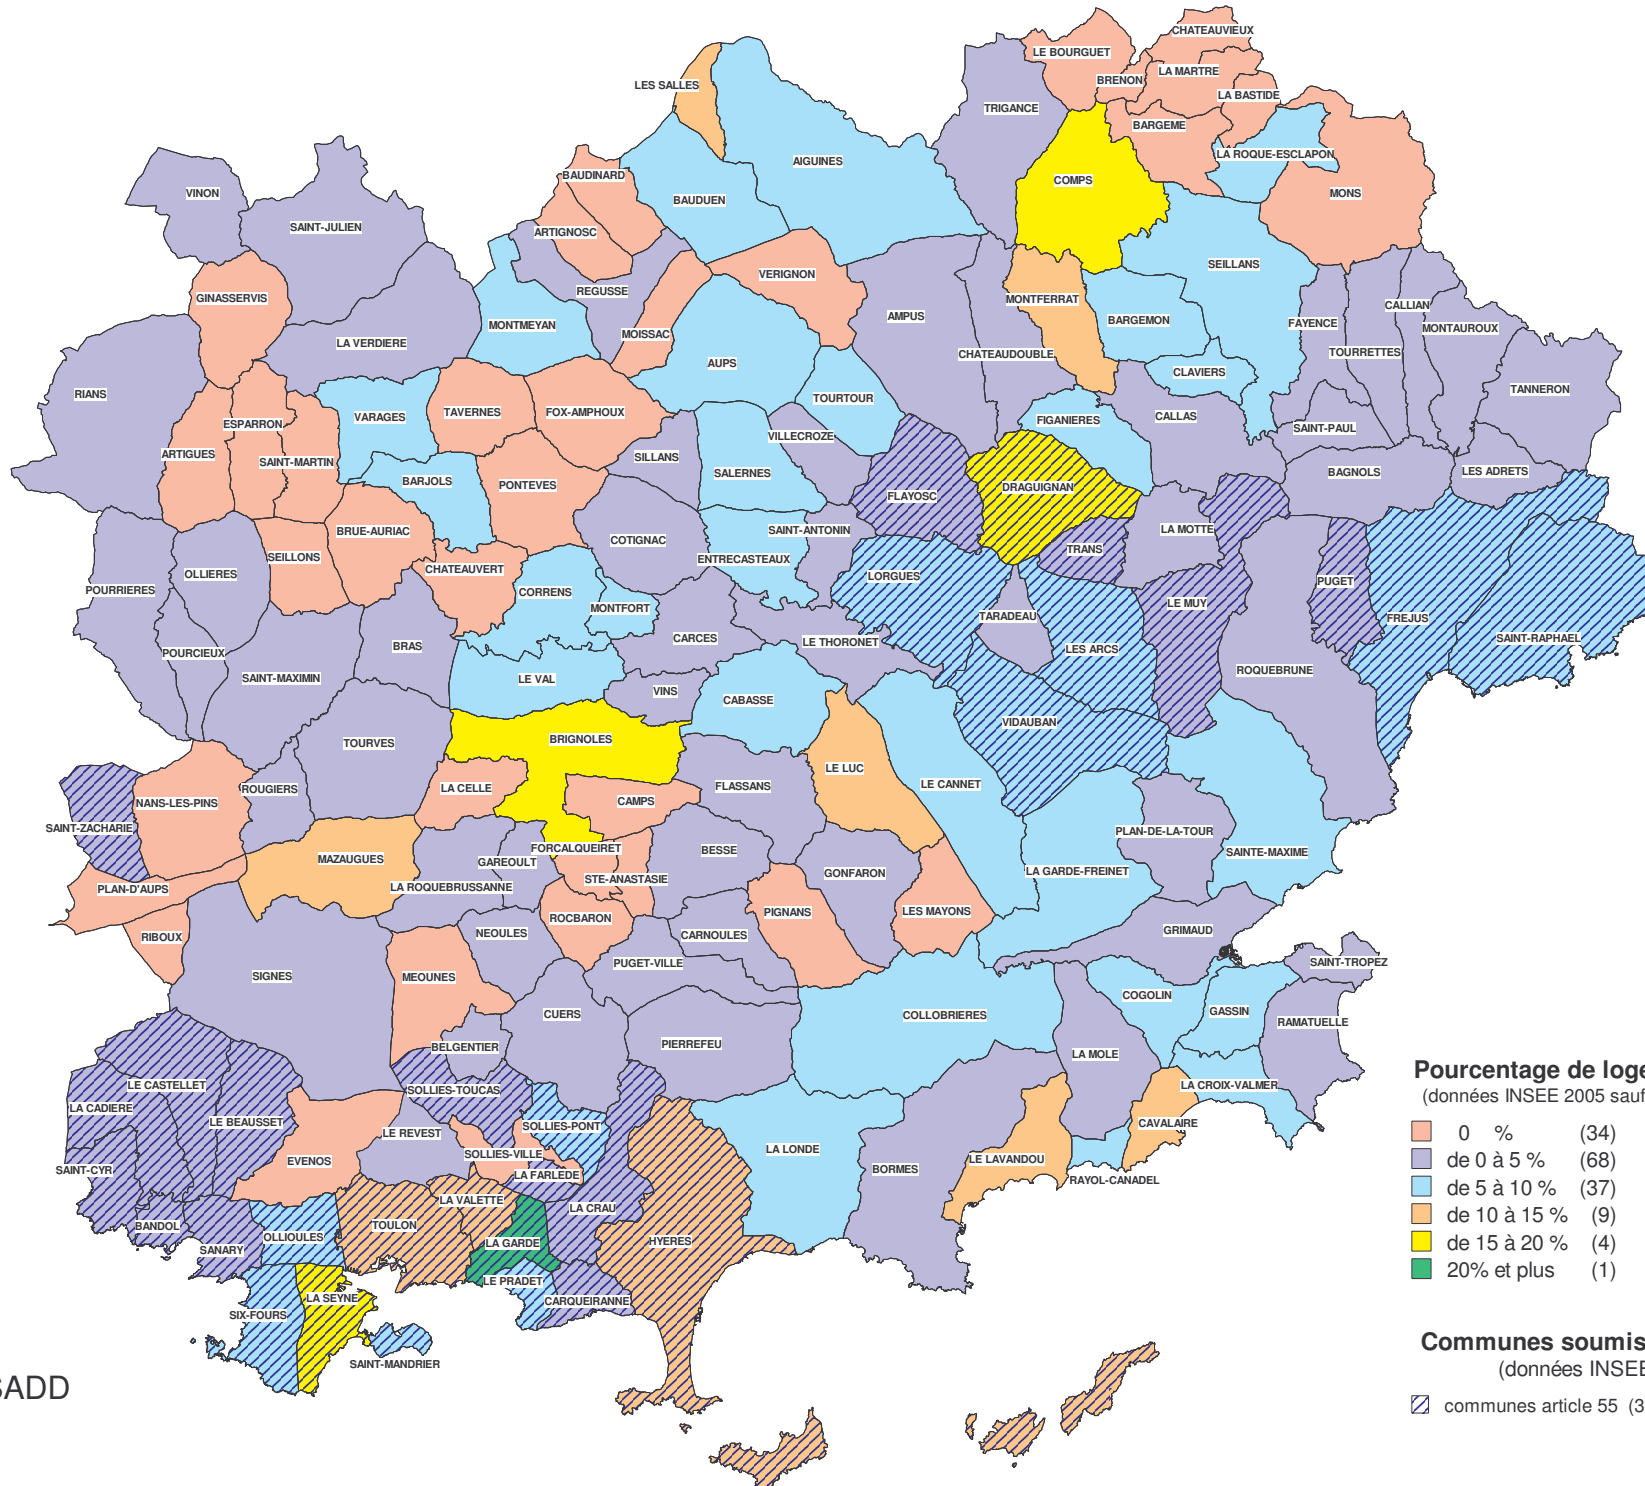 CHATEAUVIEUX
LE BOURGUET
LA MARTRE
BRENON
LES SALLES
LA BASTIDE
TRIGANCE
BARGEME
LA ROQUE-ESCLAPON
AIGUINES
BAUDINARD
COMPS
VINON
MONS
BAUDUEN
SAINT-JULIEN
ARTIGNOSC
SEILLANS
VERIGNON
REGUSSE
GINASSERVIS
MONTFERRAT
CALLIAN
AMPUS
BARGEMON
FAYENCE
MONTMEYAN
MONTAUROUX
MOISSAC
LA VERDIERE
TOURRETTES
CHATEAUDOUBLE
AUPS
CLAVIERS
TANNERON
RIANS
TOURTOUR
TAVERNES
FOX-AMPHOUX
VARAGES
CALLAS
FIGANIERES
ESPARRON
SAINT-PAUL
VILLECROZE
ARTIGUES
SILLANS
SAINT-MARTIN
BAGNOLS
LES ADRETS
SALERNES
BARJOLS
PONTEVES
DRAGUIGNAN
FLAYOSC
BRUE-AURIAC
SAINT-ANTONIN
LA MOTTE
COTIGNAC
TRANS
SEILLONS
ENTRECASTEAUX
CHATEAUVERT
OLLIERES
LORGUES
PUGET
POURRIERES
CORRENS
LE MUY
MONTFORT
TARADEAU
FREJUS
CARCES
SAINT-RAPHAEL
LE THORONET
BRAS
LES ARCS
POURCIEUX
ROQUEBRUNE
SAINT-MAXIMIN
LE VAL
VINS
CABASSE
VIDAUBAN
BRIGNOLES
TOURVES
LE LUC
LE CANNET
FLASSANS
LA CELLE
ROUGIERS
CAMPS
NANS-LES-PINS
SAINT-ZACHARIE
PLAN-DE-LA-TOUR
FORCALQUEIRET
BESSE
SAINTE-MAXIME
MAZAUGUES
GAREOULT
LA GARDE-FREINET
GONFARON
STE-ANASTASIE
LA ROQUEBRUSSANNE
PLAN-D'AUPS
PIGNANS
LES MAYONS
ROCBARON
GRIMAUD
NEOULES
CARNOULES
RIBOUX
PUGET-VILLE
SAINT-TROPEZ
SIGNES
MEOUNES
COGOLIN
GASSIN
CUERS
COLLOBRIERES
RAMATUELLE
PIERREFEU
BELGENTIER
LA MOLE
Pourcentage de loge
LE CASTELLET
LA CROIX-VALMER
SOLLIES-TOUCAS
(données INSEE 2005 sauf
LA CADIERE
LE BEAUSSET
CAVALAIRE
SOLLIES-PONT
0 % (34)
LE REVEST
LA LONDE
SOLLIES-VILLE
LE LAVANDOU
de 0 à 5 % (68)
EVENOS
SAINT-CYR
BORMES
LA FARLEDE
RAYOL-CANADEL
de 5 à 10 % (37)
LA VALETTE
LA CRAU
de 10 à 15 % (9)
BANDOL
TOULON
OLLIOULES
HYERES
LA GARDE
de 15 à 20 % (4)
SANARY
20% et plus (1)
LE PRADET
LA SEYNE
CARQUEIRANNE
SIX-FOURS
Communes soumis
SAINT-MANDRIER
(données INSEE
SADD
communes article 55 (3